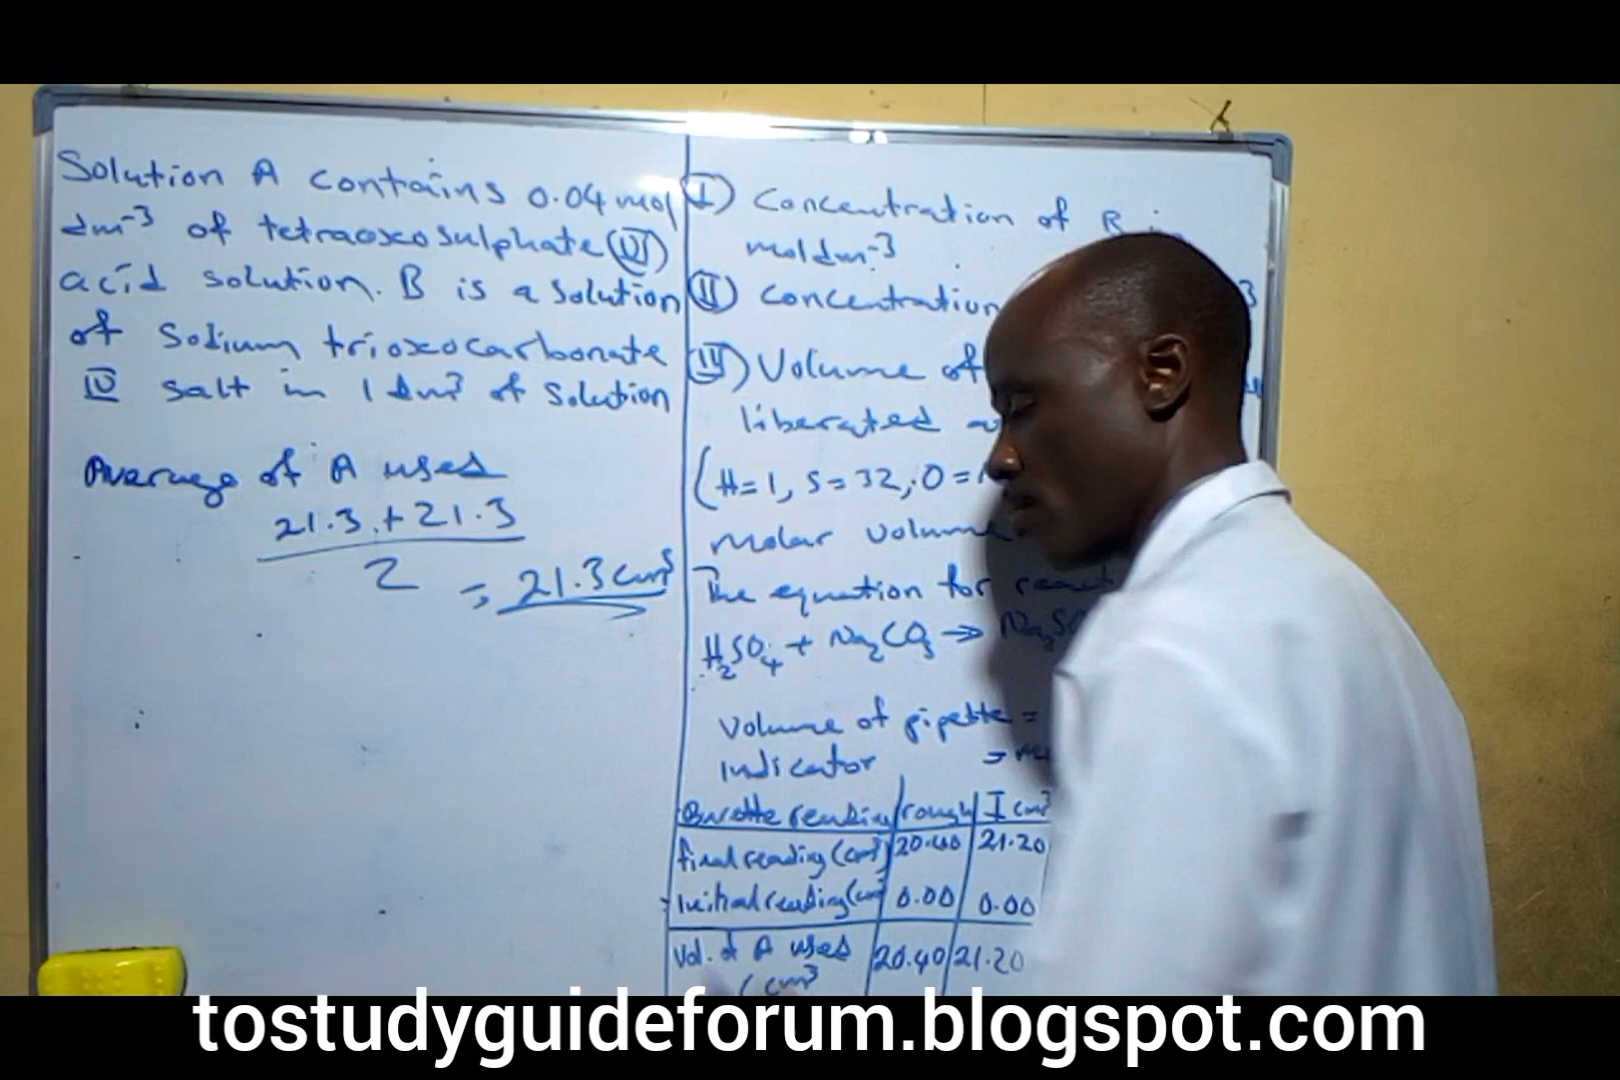 Solution A contains 0.04 mol
dm⁻³ of tetraoxosulphate (VI)
acid solution. B is a solution
of Sodium trioxocarbonate
IV salt in 1 dm³ of Solution
Average of A used
21.3 + 21.3
2
= 21.3cm³
I) Concentration of B in
moldm⁻³
II) Concentration
Volume of
liberated
(H=1, S=32, O=
molar volume
The equation for
H₂SO₄ + Na₂CO₃ →
Volume of pipette =
Indicator =
Burette reading rough I cm³
final reading (cm³) 20.40 21.20
Initial reading (cm³ 0.00 0.00
Vol. of A used 20.40 21.20
(cm³
tostudyguideforum.blogspot.com